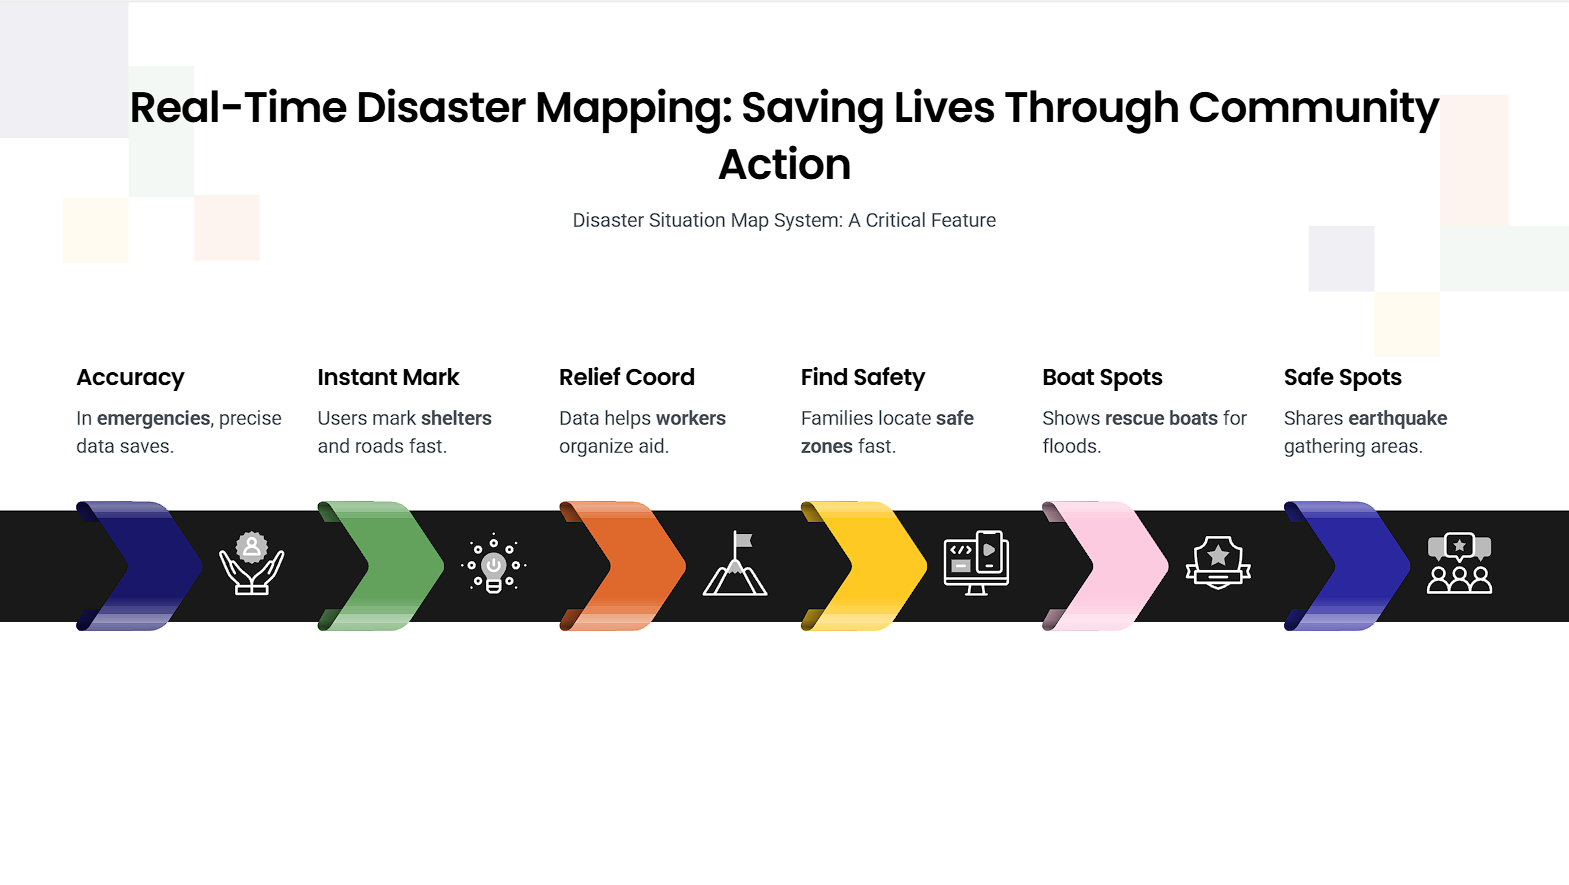 Real-Time Disaster Mapping: Saving Lives Through Community
Action
Disaster Situation Map System: A Critical Feature
Accuracy
In emergencies, precise
data saves.
Instant Mark
Users mark shelters
and roads fast.
Relief Coord
Data helps workers
organize aid.
Find Safety
Families locate safe
zones fast.
Boat Spots
Shows rescue boats for
floods.
Safe Spots
Shares earthquake
gathering areas.